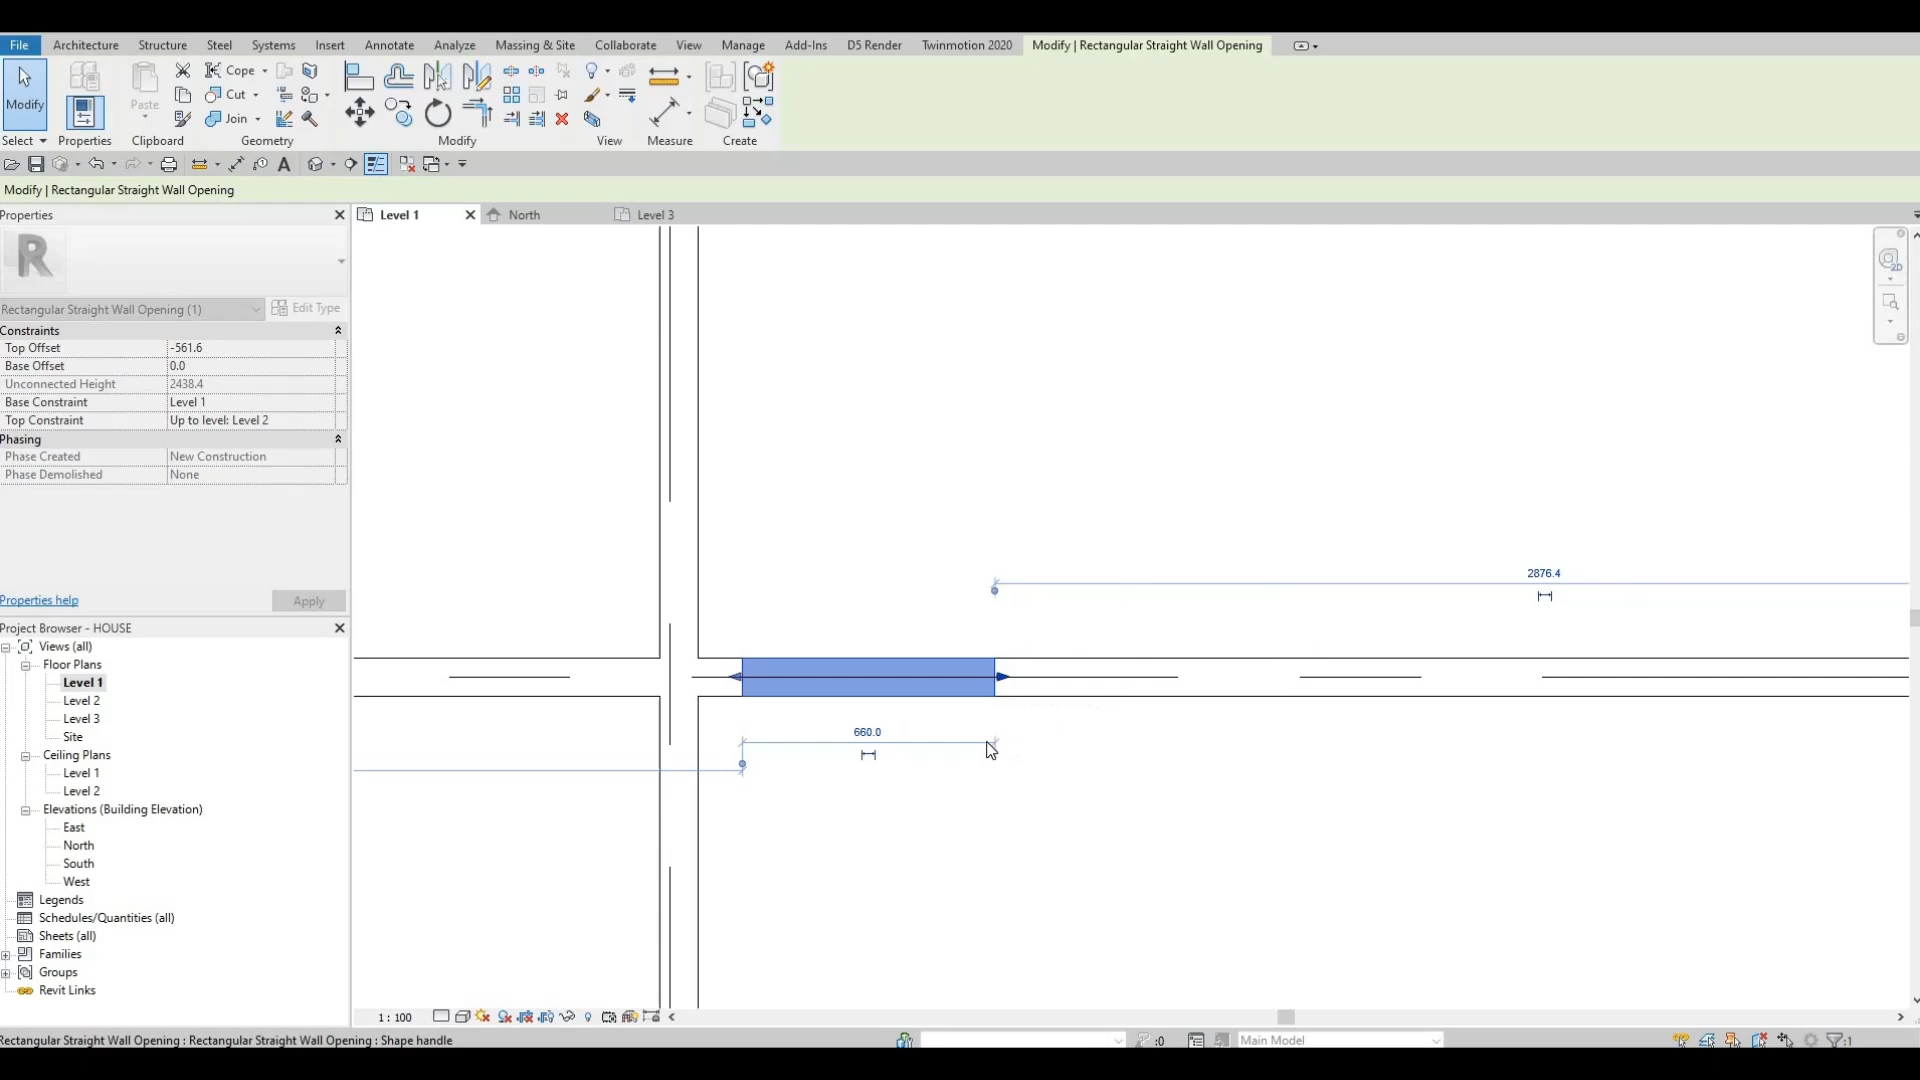 File Architecture Structure Steel Systems Insert Annotate Analyze Massing & Site Collaborate View Manage Add-Ins D5 Render Twinmotion 2020 Modify | Rectangular Straight Wall Opening
Modify Paste Cope Cut Join
Select Properties Clipboard Geometry Modify View Measure Create
Modify | Rectangular Straight Wall Opening
Properties
Level 1 North Level 3
R
Rectangular Straight Wall Opening (1) Edit Type
Constraints
Top Offset -561.6
Base Offset 0.0
Unconnected Height 2438.4
Base Constraint Level 1
Top Constraint Up to level: Level 2
Phasing
Phase Created New Construction
Phase Demolished None
Properties help Apply
Project Browser - HOUSE
Views (all)
Floor Plans
Level 1
Level 2
Level 3
Site
Ceiling Plans
Level 1
Level 2
Elevations (Building Elevation)
East
North
South
West
Legends
Schedules/Quantities (all)
Sheets (all)
Families
Groups
Revit Links
2D
2876.4
660.0
1 : 100
Rectangular Straight Wall Opening : Rectangular Straight Wall Opening : Shape handle
:0 Main Model :1